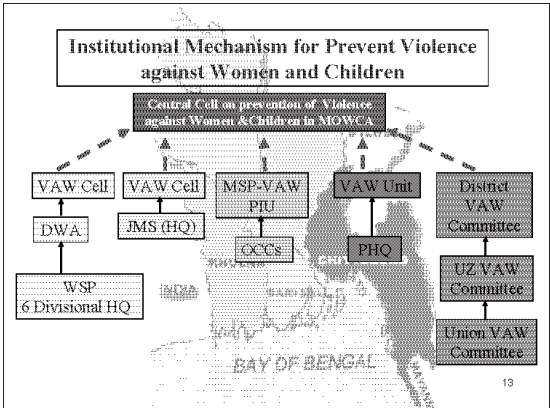 Institutional Mechanism for Prevent Violence
against Women and Children
Central Cell on prevention of Violence
against Women &Children in MOWCA
VAW Cell
DWA
WSP
6 Divisional HQ
VAW Cell
JMS (HQ)
MSP-VAW
PIU
OCCs
VAW Unit
PHQ
District
VAW
Committee
UZ VAW
Committee
Union VAW
Committee
INDIA
BAY OF BENGAL
13